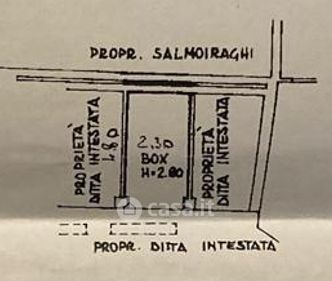 PROPR. SALMOIRAGHI
PROPRIETÀ
DITTA INTESTATA
4.80
2.30
BOX
H=2.80
PROPRIETÀ
DITTA INTESTATA
casa.it
PROPR. DITTA INTESTATA